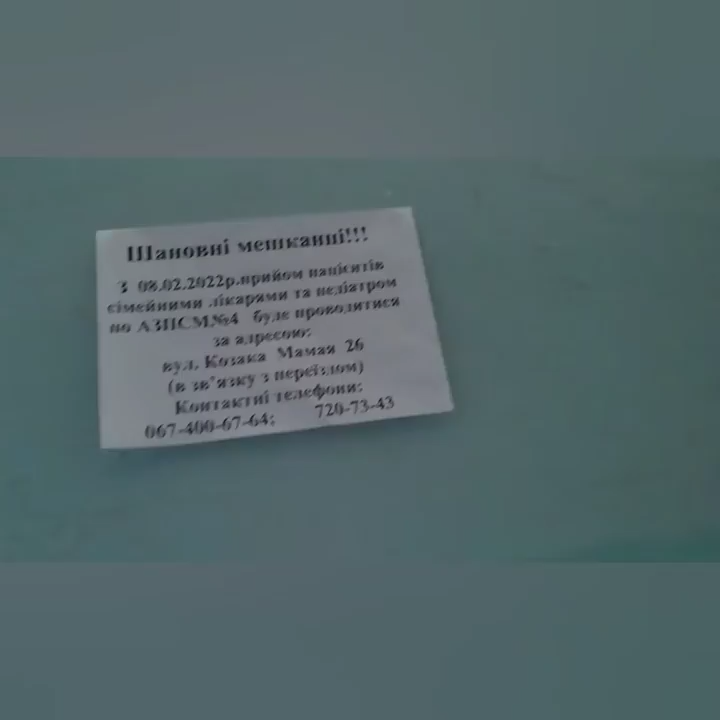 Шановні мешканці!!!
З 08.02.2022р.прийом пацієнтів
сімейними лікарями та педіатром
по АЗПСМ№4 буде проводитися
за адресою:
вул. Козака Мамая 26
(в зв'язку з переїздом)
Контактні телефони:
067-400-67-64; 720-73-43